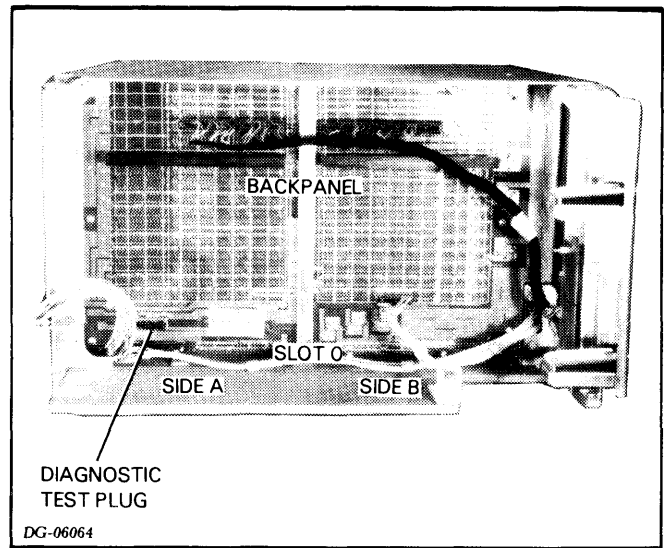 BACKPANEL
SLOT 0
SIDE A
SIDE B
DIAGNOSTIC
TEST PLUG
DG-06064